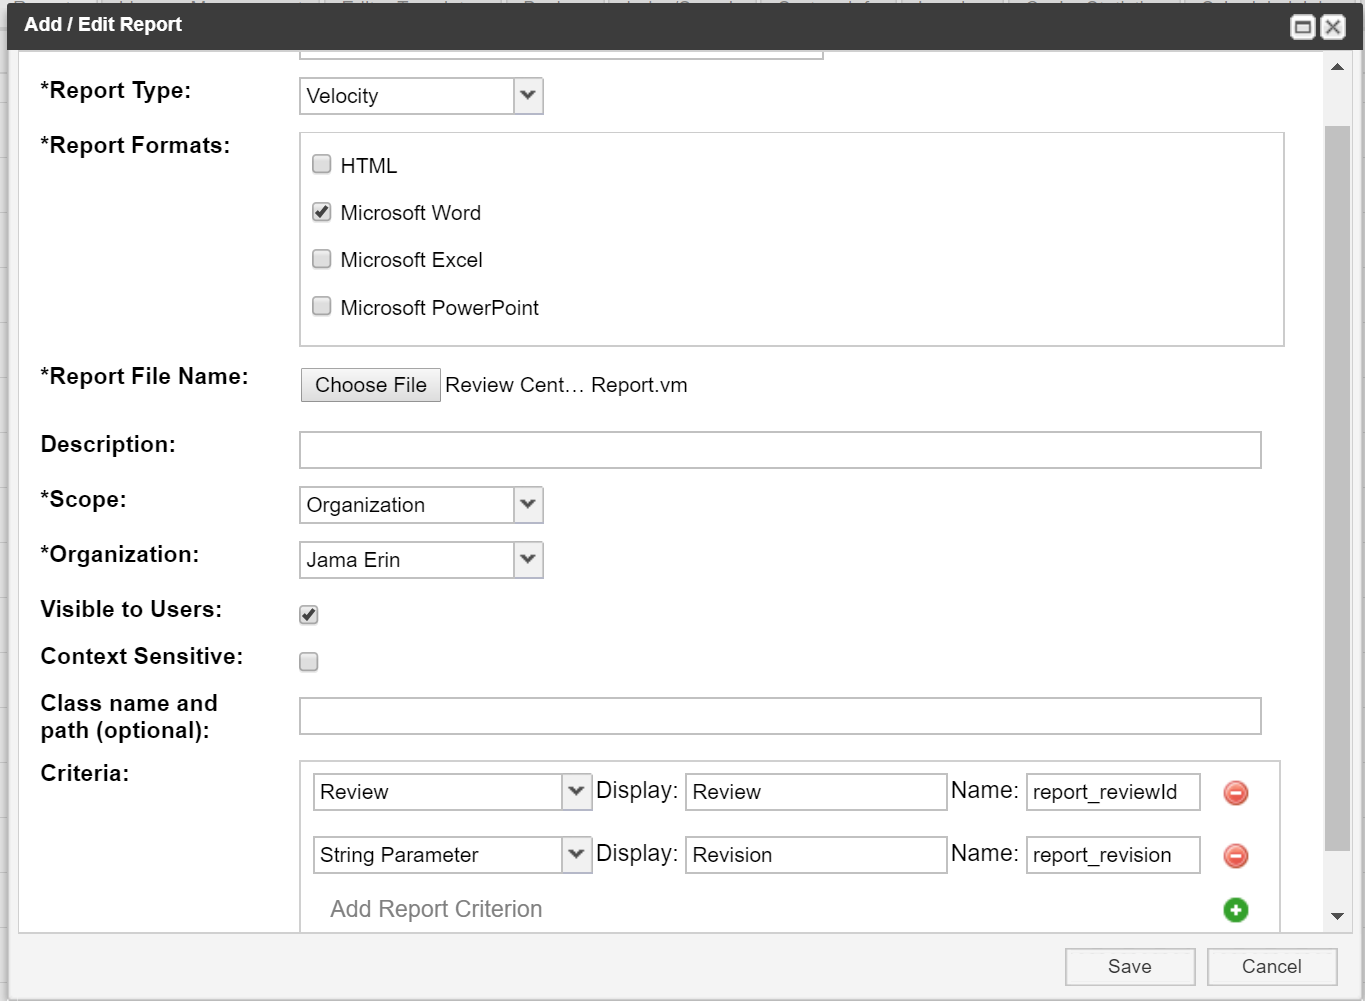 Add / Edit Report
*Report Type:
Velocity
*Report Formats:
HTML
Microsoft Word
Microsoft Excel
Microsoft PowerPoint
*Report File Name:
Choose File Review Cent… Report.vm
Description:
*Scope:
Organization
*Organization:
Jama Erin
Visible to Users:
Context Sensitive:
Class name and
path (optional):
Criteria:
Review Display: Review Name: report_reviewId
String Parameter Display: Revision Name: report_revision
Add Report Criterion
Save Cancel